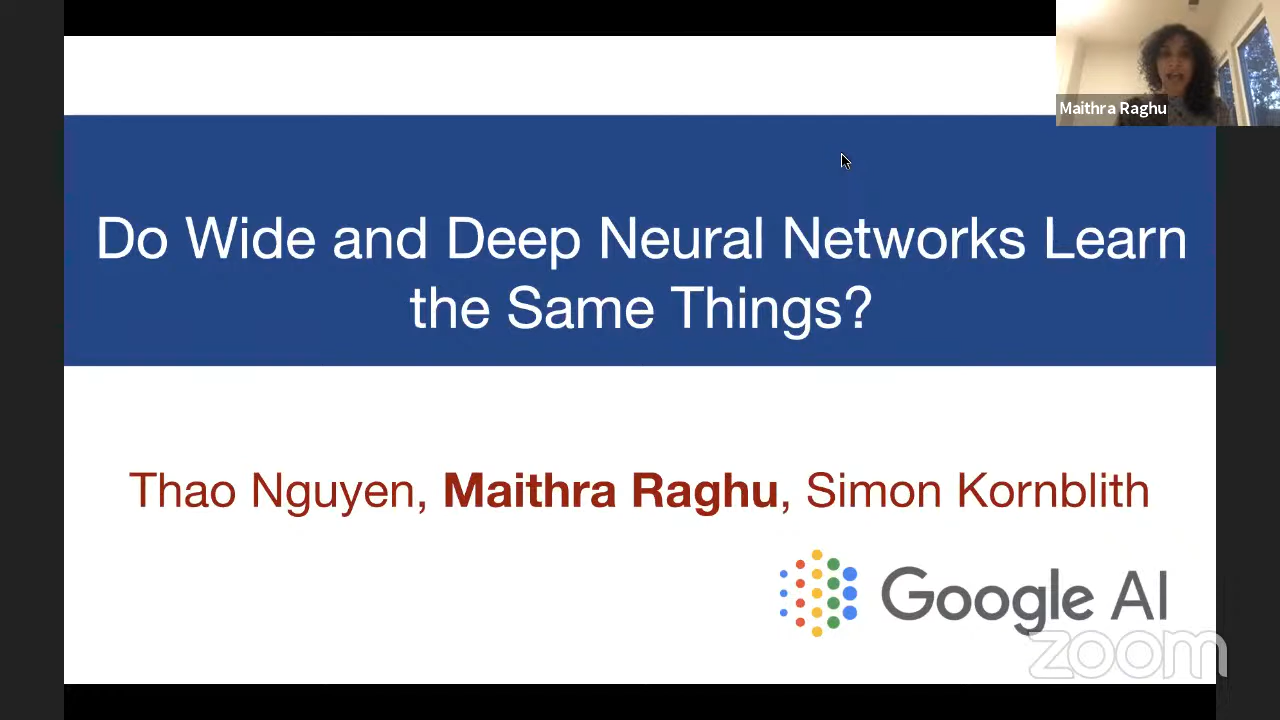 Maithra Raghu
Do Wide and Deep Neural Networks Learn
the Same Things?
Thao Nguyen, Maithra Raghu, Simon Kornblith
Google AI
zoom